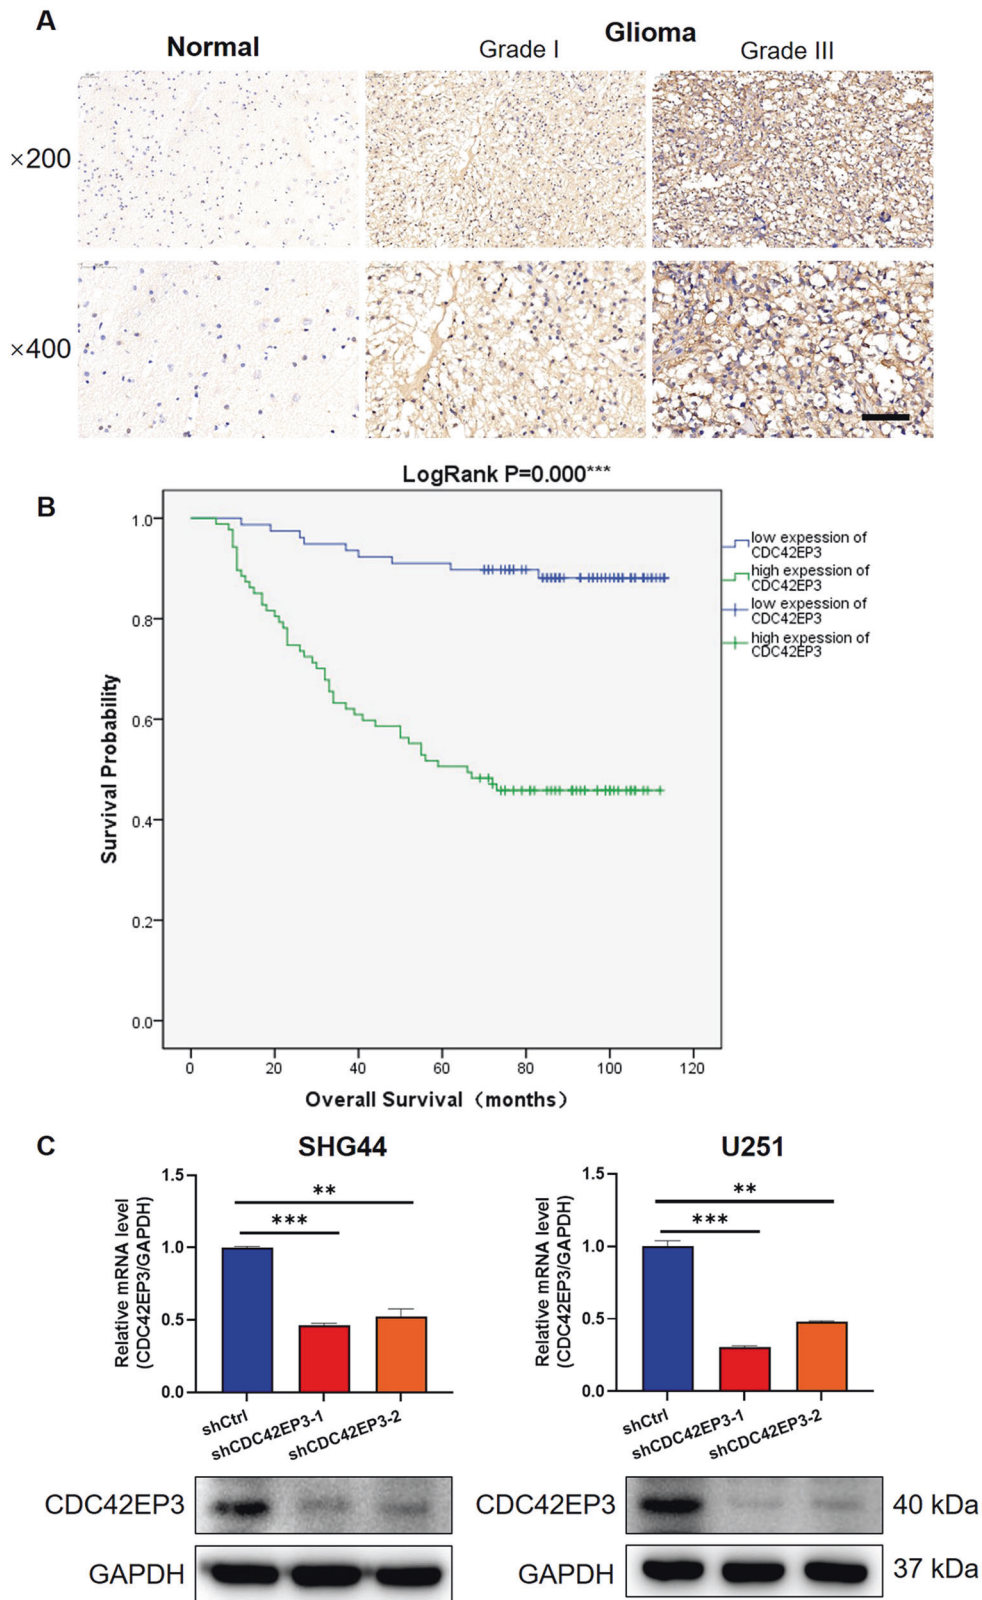 A
Normal
Glioma
Grade I
Grade III
×200
×400
B
LogRank P=0.000***
1.0
0.8
0.6
0.4
0.2
0.0
0
20
40
60
80
100
120
Survival Probability
Overall Survival（months）
low expession of
CDC42EP3
high expession of
CDC42EP3
low expession of
CDC42EP3
high expession of
CDC42EP3
C
SHG44
Relative mRNA level
(CDC42EP3/GAPDH)
1.5
1.0
0.5
0.0
**
***
shCtrl
shCDC42EP3-1
shCDC42EP3-2
U251
Relative mRNA level
(CDC42EP3/GAPDH)
1.5
1.0
0.5
0.0
**
***
shCtrl
shCDC42EP3-1
shCDC42EP3-2
CDC42EP3
CDC42EP3
40 kDa
GAPDH
GAPDH
37 kDa